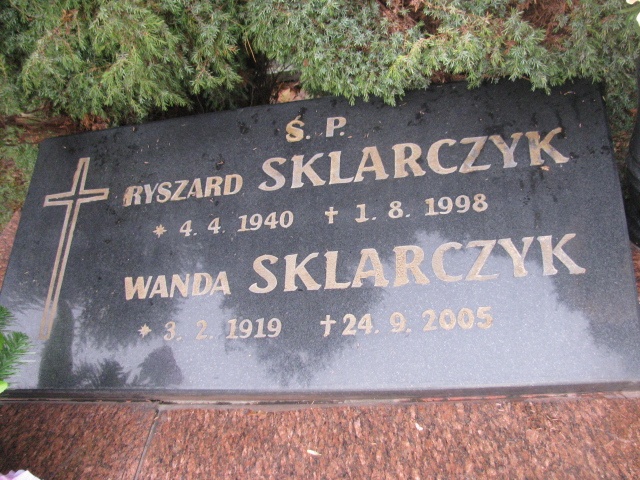 Ś. P.
RYSZARD SKLARCZYK
* 4. 4. 1940 † 1. 8. 1998
WANDA SKLARCZYK
* 3. 2. 1919 † 24. 9. 2005